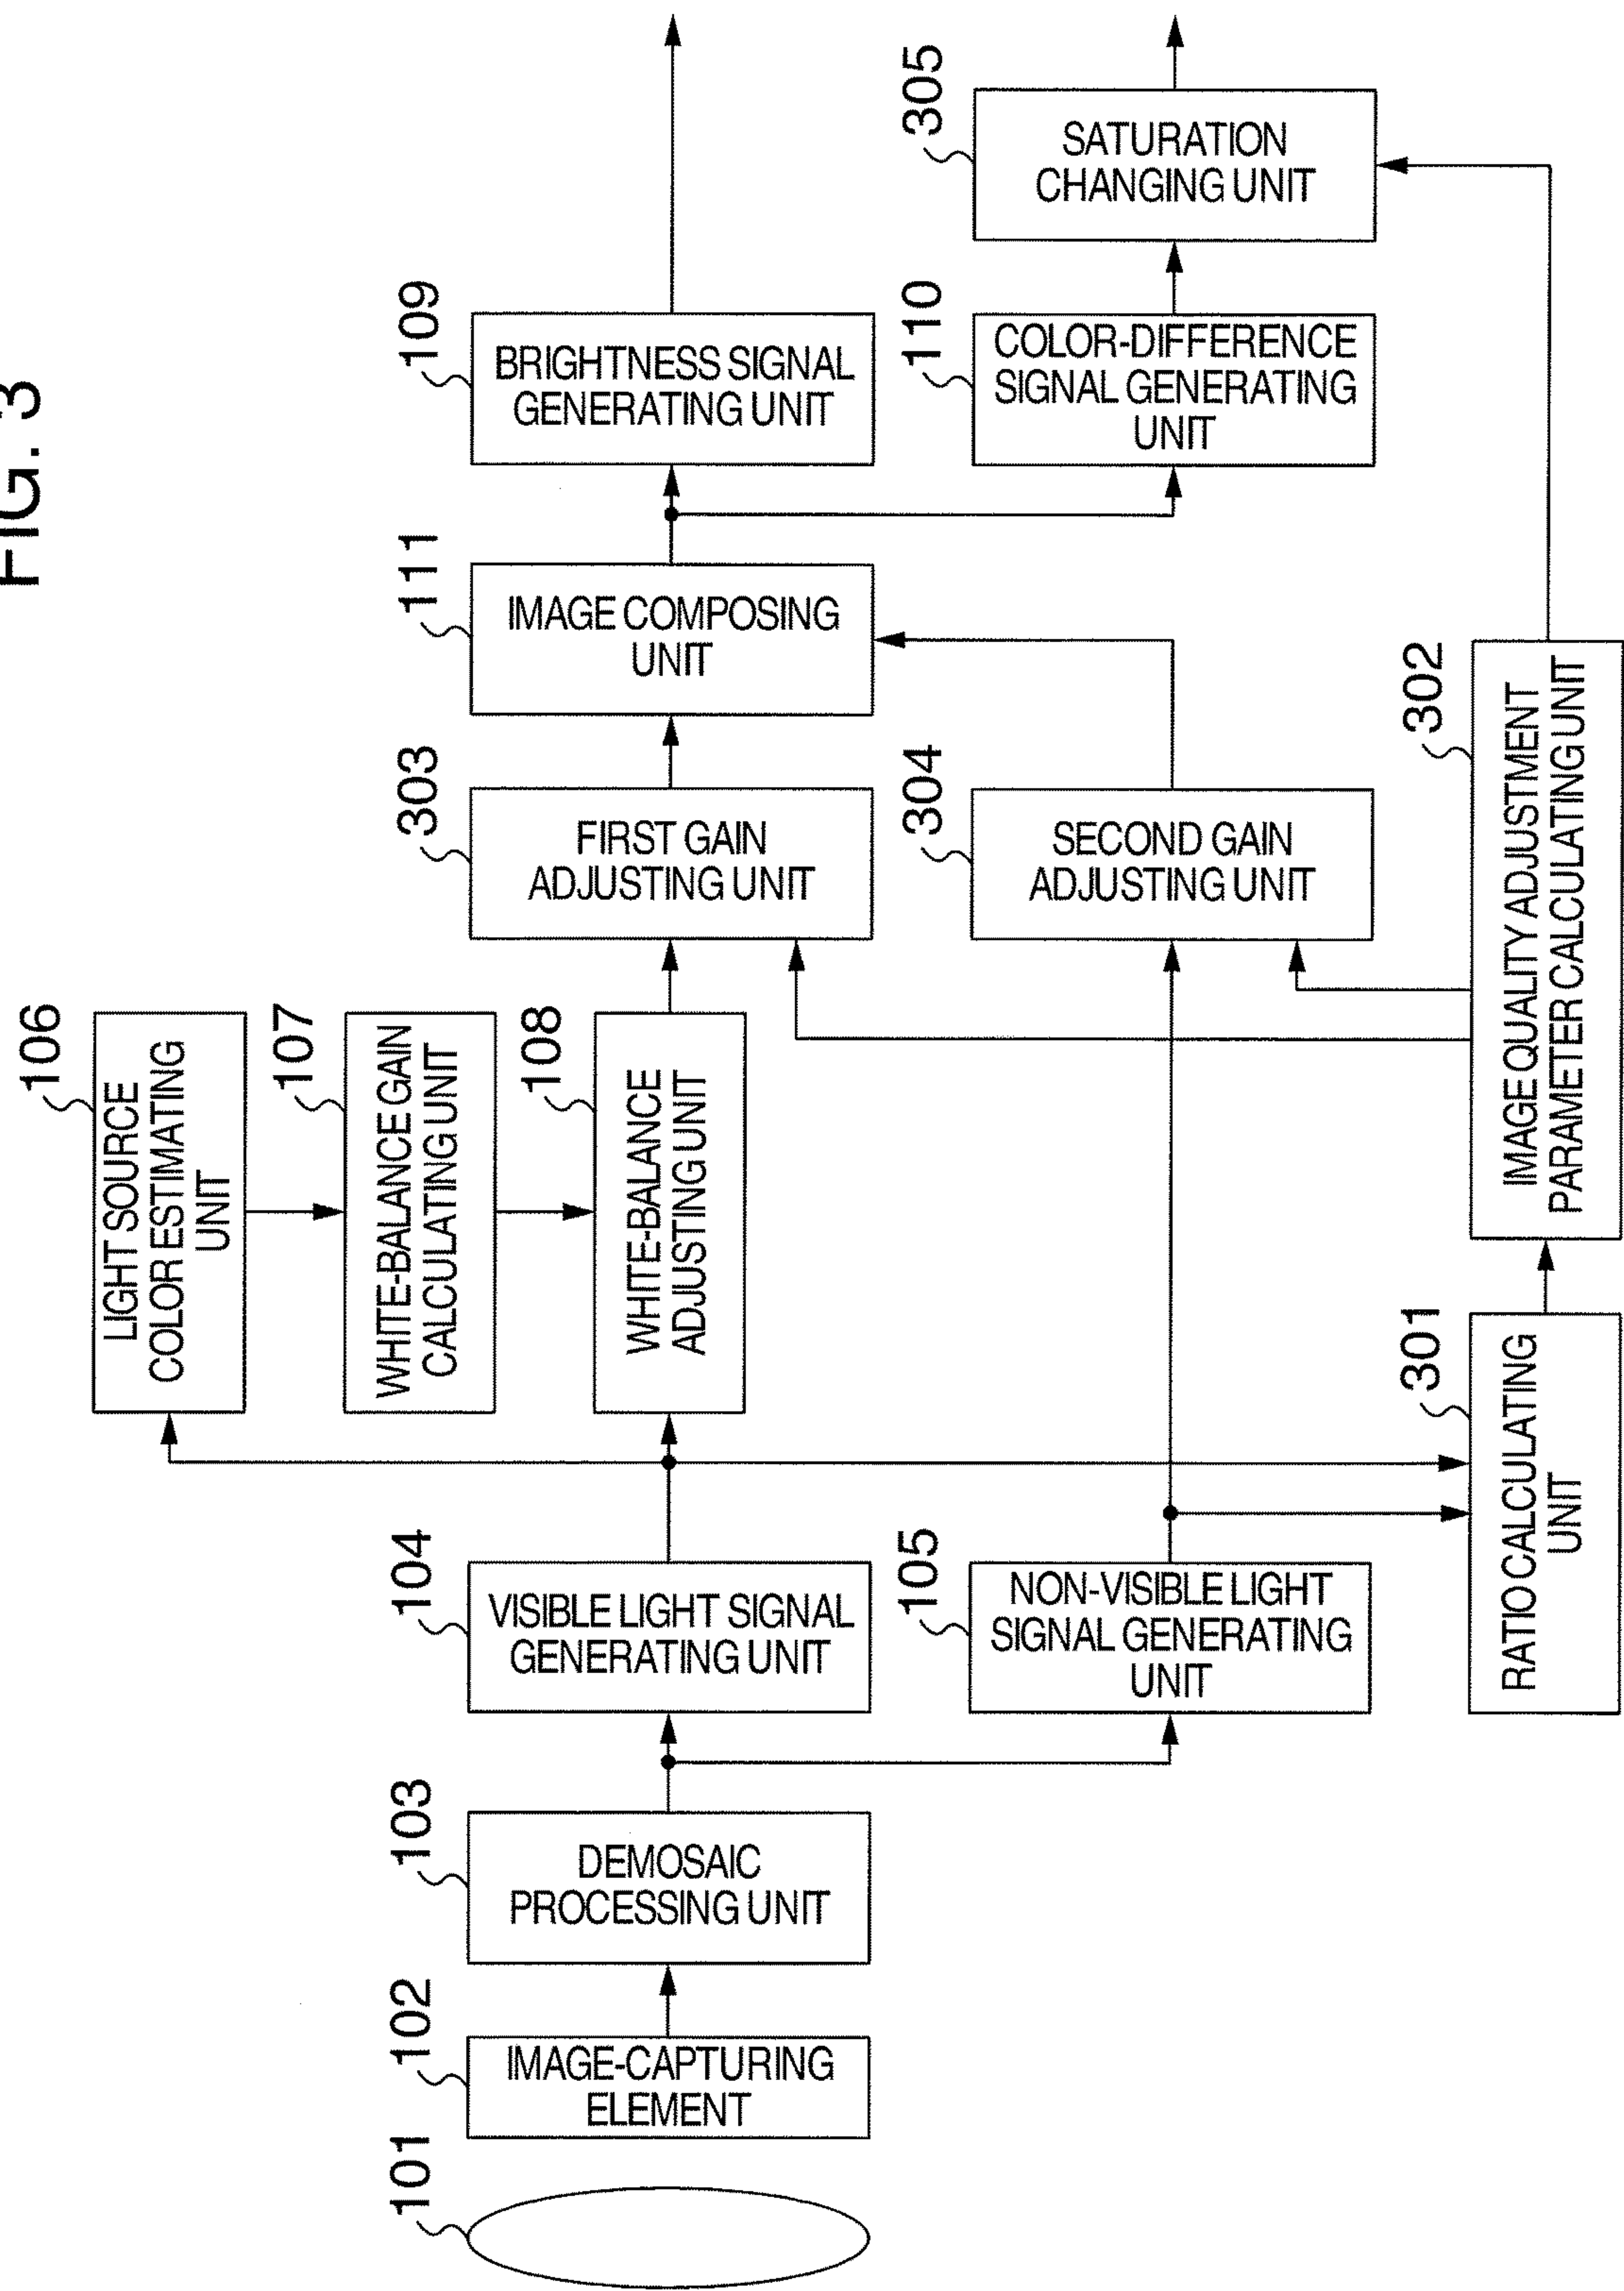 FIG. 3
106
LIGHT SOURCE
COLOR ESTIMATING
UNIT
107
WHITE-BALANCE GAIN
CALCULATING UNIT
101
102
IMAGE-CAPTURING
ELEMENT
103
DEMOSAIC
PROCESSING UNIT
104
VISIBLE LIGHT SIGNAL
GENERATING UNIT
108
WHITE-BALANCE
ADJUSTING UNIT
303
FIRST GAIN
ADJUSTING UNIT
111
IMAGE COMPOSING
UNIT
109
BRIGHTNESS SIGNAL
GENERATING UNIT
105
NON-VISIBLE LIGHT
SIGNAL GENERATING
UNIT
304
SECOND GAIN
ADJUSTING UNIT
110
COLOR-DIFFERENCE
SIGNAL GENERATING
UNIT
305
SATURATION
CHANGING UNIT
301
RATIO CALCULATING
UNIT
302
IMAGE QUALITY ADJUSTMENT
PARAMETER CALCULATING UNIT